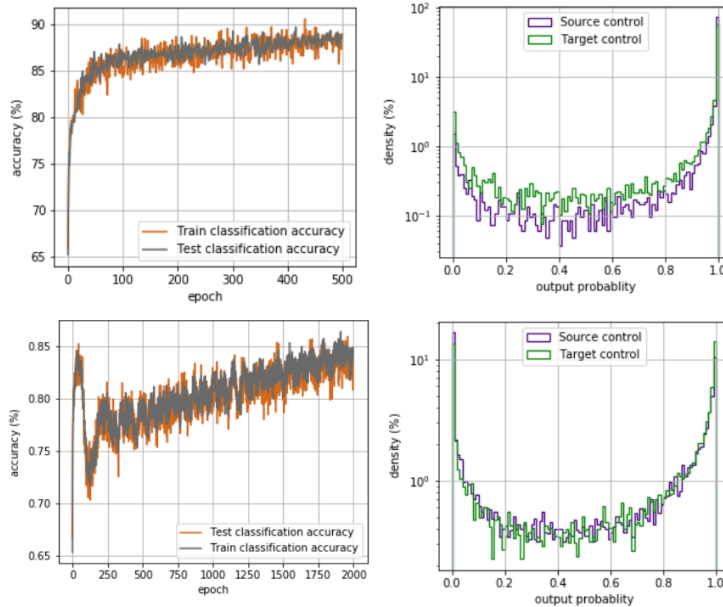 accuracy (%)
90
85
80
75
70
65
Train classification accuracy
Test classification accuracy
0 100 200 300 400 500
epoch
density (%)
10²
10¹
10⁰
10⁻¹
Source control
Target control
0.0 0.2 0.4 0.6 0.8 1.0
output probablity
accuracy (%)
0.85
0.80
0.75
0.70
0.65
Test classification accuracy
Train classification accuracy
0 250 500 750 1000 1250 1500 1750 2000
epoch
density (%)
10¹
10⁰
Source control
Target control
0.0 0.2 0.4 0.6 0.8 1.0
output probablity